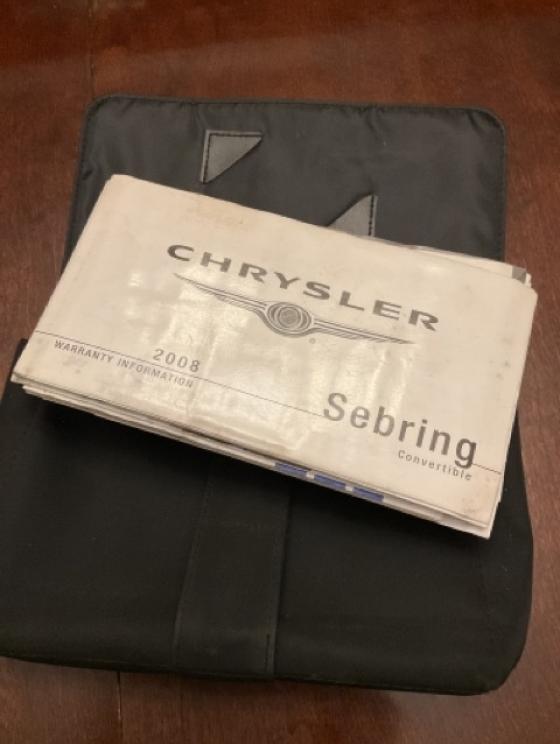 CHRYSLER
®
2008
WARRANTY INFORMATION
Sebring
Convertible